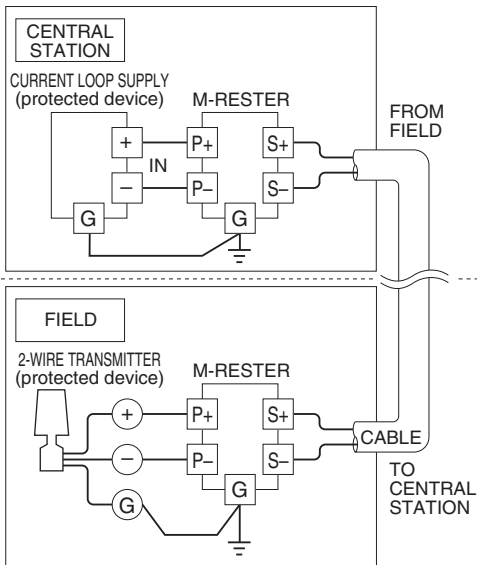 CENTRAL
STATION
CURRENT LOOP SUPPLY
(protected device)
M-RESTER
FROM
FIELD
+
P+
S+
IN
−
P−
S−
G
G
FIELD
2-WIRE TRANSMITTER
(protected device)
M-RESTER
+
P+
S+
CABLE
−
P−
S−
G
G
TO
CENTRAL
STATION